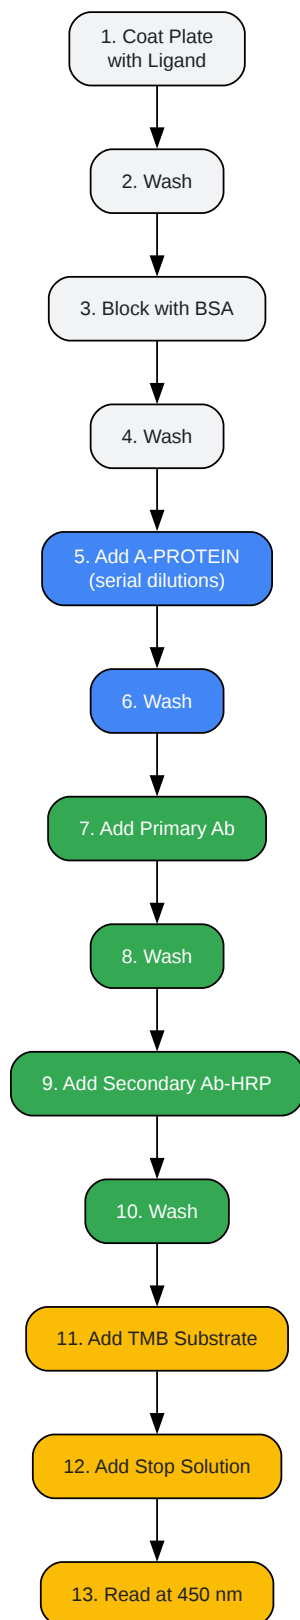 1. Coat Plate
with Ligand
2. Wash
3. Block with BSA
4. Wash
5. Add A-PROTEIN
(serial dilutions)
6. Wash
7. Add Primary Ab
8. Wash
9. Add Secondary Ab-HRP
10. Wash
11. Add TMB Substrate
12. Add Stop Solution
13. Read at 450 nm